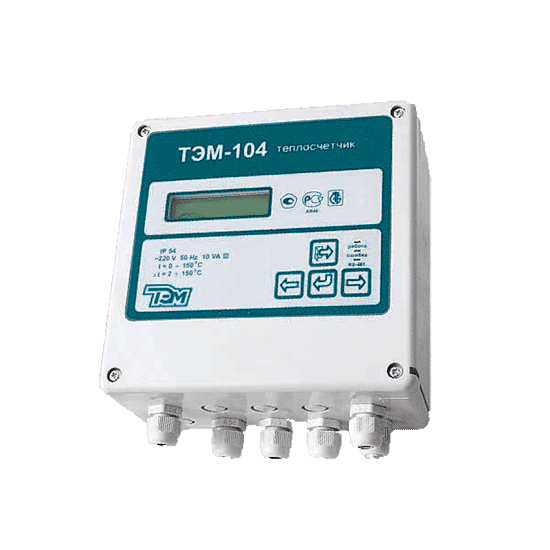 ТЭМ-104 теплосчетчик
IP 54
~220 V 50 Hz 10 VA
t = 0 ÷ 150 °C
Δt = 2 ÷ 150 °C
работа
ошибка
RS-485
ТЭМ